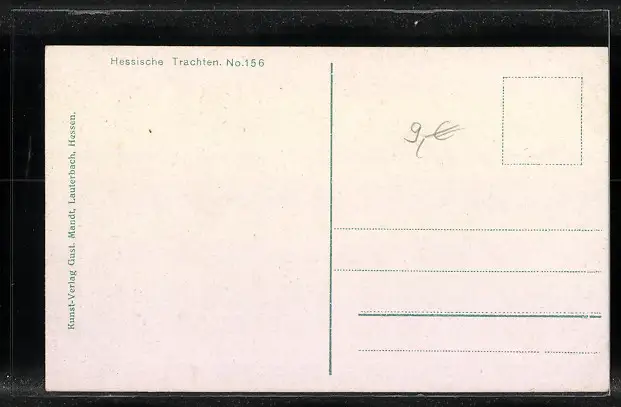 Hessische Trachten. No.156
9,€
Kunst-Verlag Gust. Mandt, Lauterbach, Hessen.